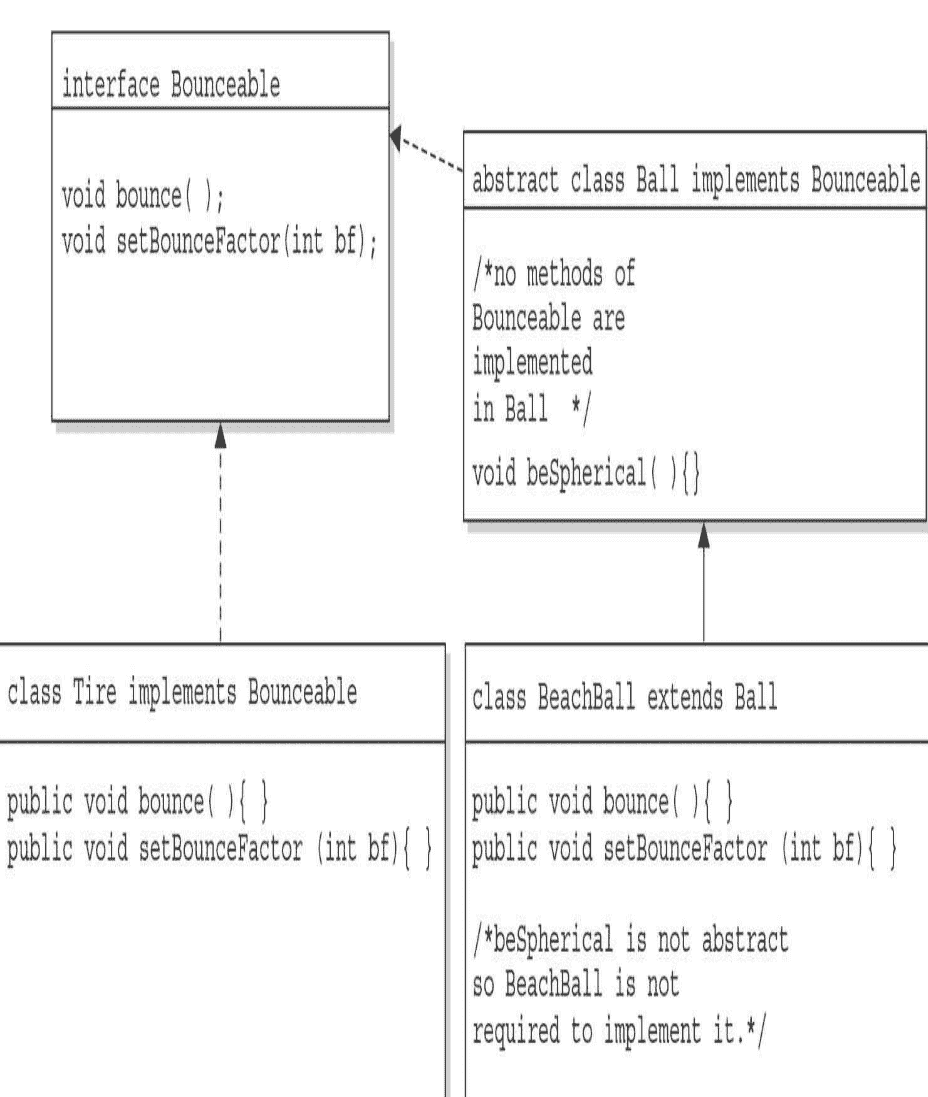 interface Bounceable
void bounce( );
void setBounceFactor(int bf);
abstract class Ball implements Bounceable
/*no methods of
Bounceable are
implemented
in Ball */
void beSpherical( ){}
class Tire implements Bounceable
public void bounce( ){ }
public void setBounceFactor (int bf){ }
class BeachBall extends Ball
public void bounce( ){ }
public void setBounceFactor (int bf){ }
/*beSpherical is not abstract
so BeachBall is not
required to implement it.*/